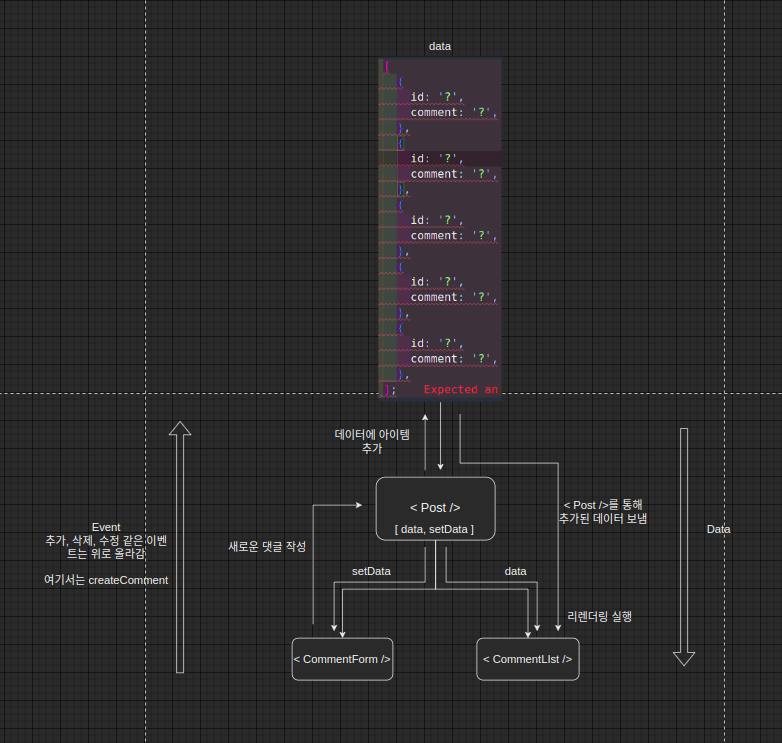 data
[
{
id: '?',
comment: '?',
},
{
id: '?',
comment: '?',
},
{
id: '?',
comment: '?',
},
{
id: '?',
comment: '?',
},
{
id: '?',
comment: '?',
},
];    Expected an
데이터에 아이템
추가
< Post />
[ data, setData ]
< Post />를 통해
추가된 데이터 보냄
Event
추가, 삭제, 수정 같은 이벤
트는 위로 올라감
여기서는 createComment
새로운 댓글 작성
Data
setData
data
리렌더링 실행
< CommentForm />
< CommentLIst />